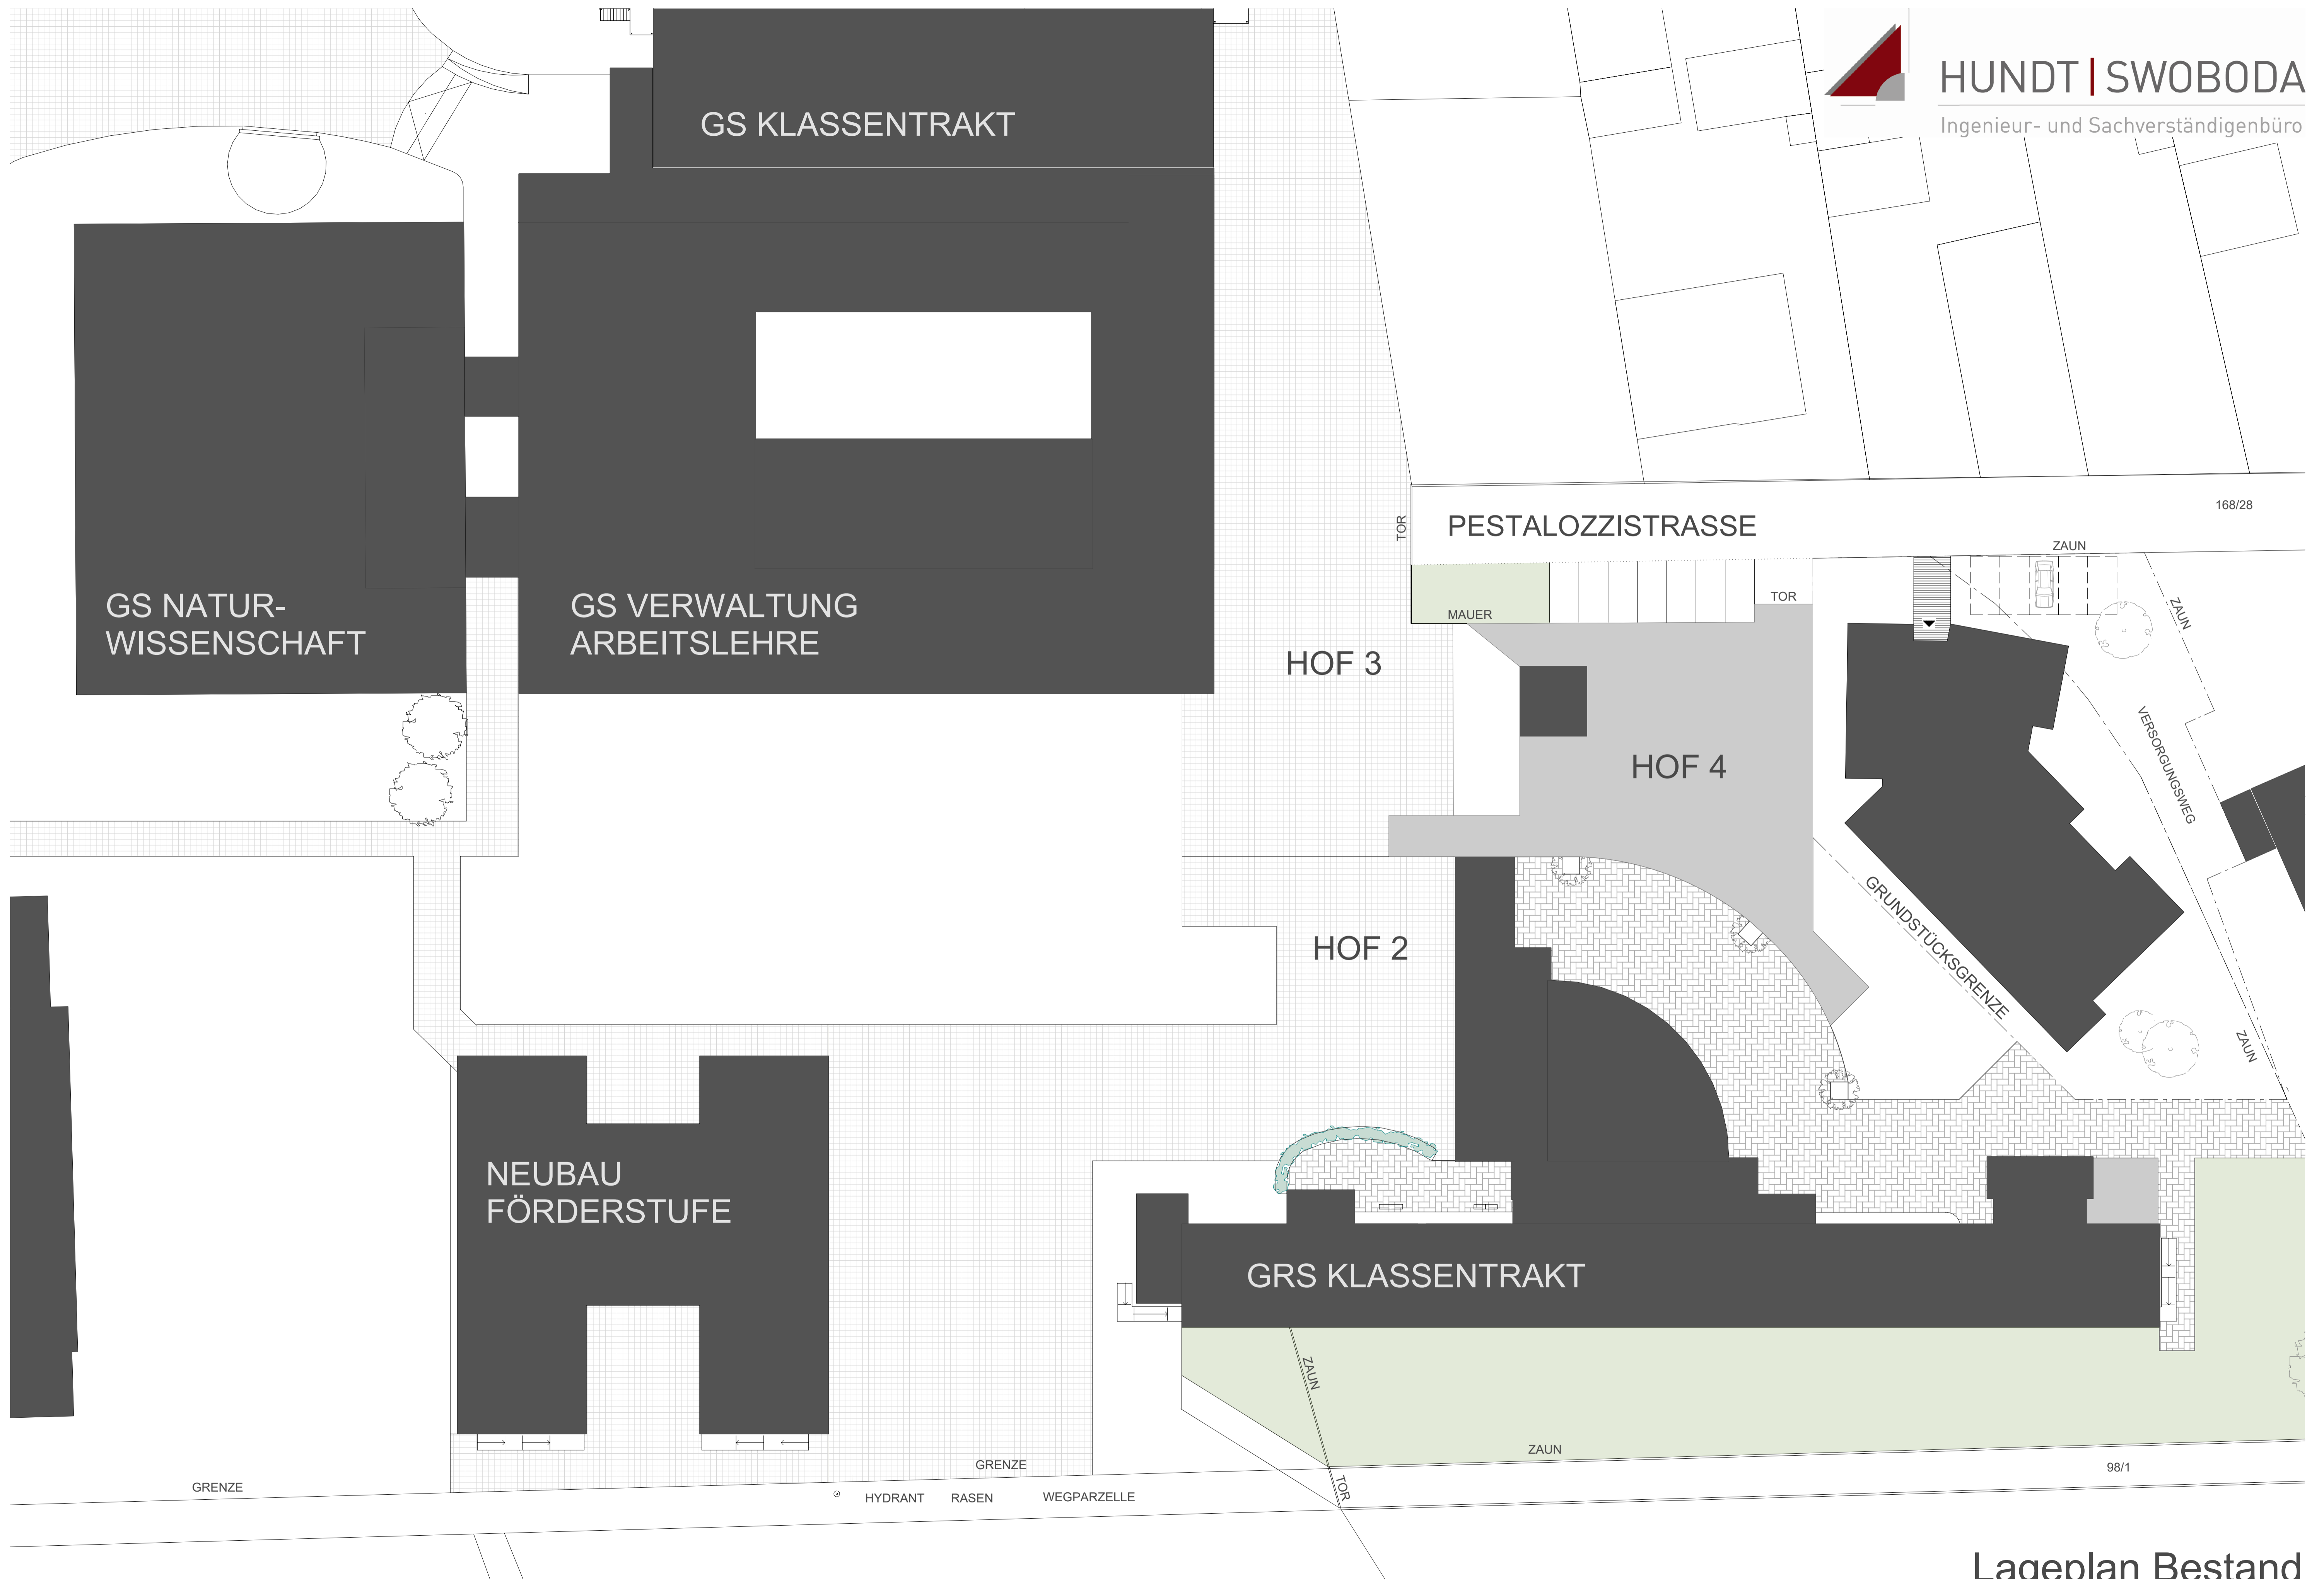 HUNDT | SWOBODA
Ingenieur- und Sachverständigenbüro
GS KLASSENTRAKT
168/28
TOR
PESTALOZZISTRASSE
ZAUN
GS NATUR-
WISSENSCHAFT
GS VERWALTUNG
ARBEITSLEHRE
MAUER
TOR
ZAUN
HOF 3
HOF 4
VERSORGUNGSWEG
GRUNDSTÜCKSGRENZE
HOF 2
ZAUN
NEUBAU
FÖRDERSTUFE
GRS KLASSENTRAKT
ZAUN
ZAUN
GRENZE
98/1
GRENZE
TOR
HYDRANT
RASEN
WEGPARZELLE
Lageplan Bestand